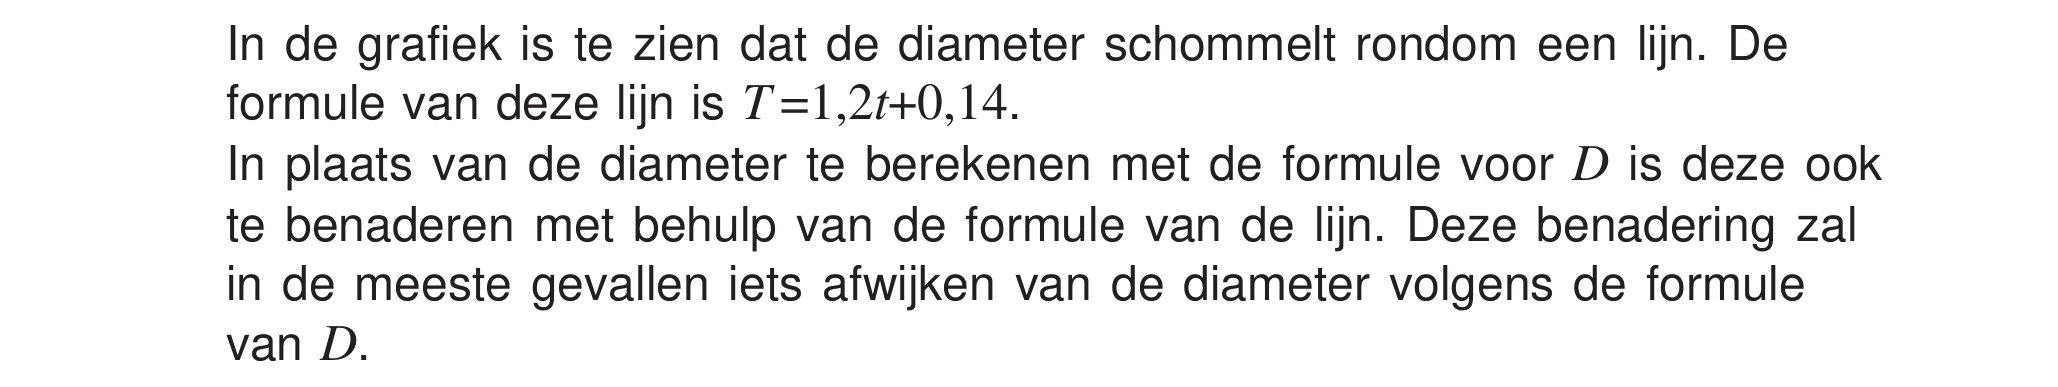 In de grafiek is te zien dat de diameter schommelt rondom een lijn. De
formule van deze lijn is T=1,2t+0,14.
In plaats van de diameter te berekenen met de formule voor D is deze ook
te benaderen met behulp van de formule van de lijn. Deze benadering zal
in de meeste gevallen iets afwijken van de diameter volgens de formule
van D.